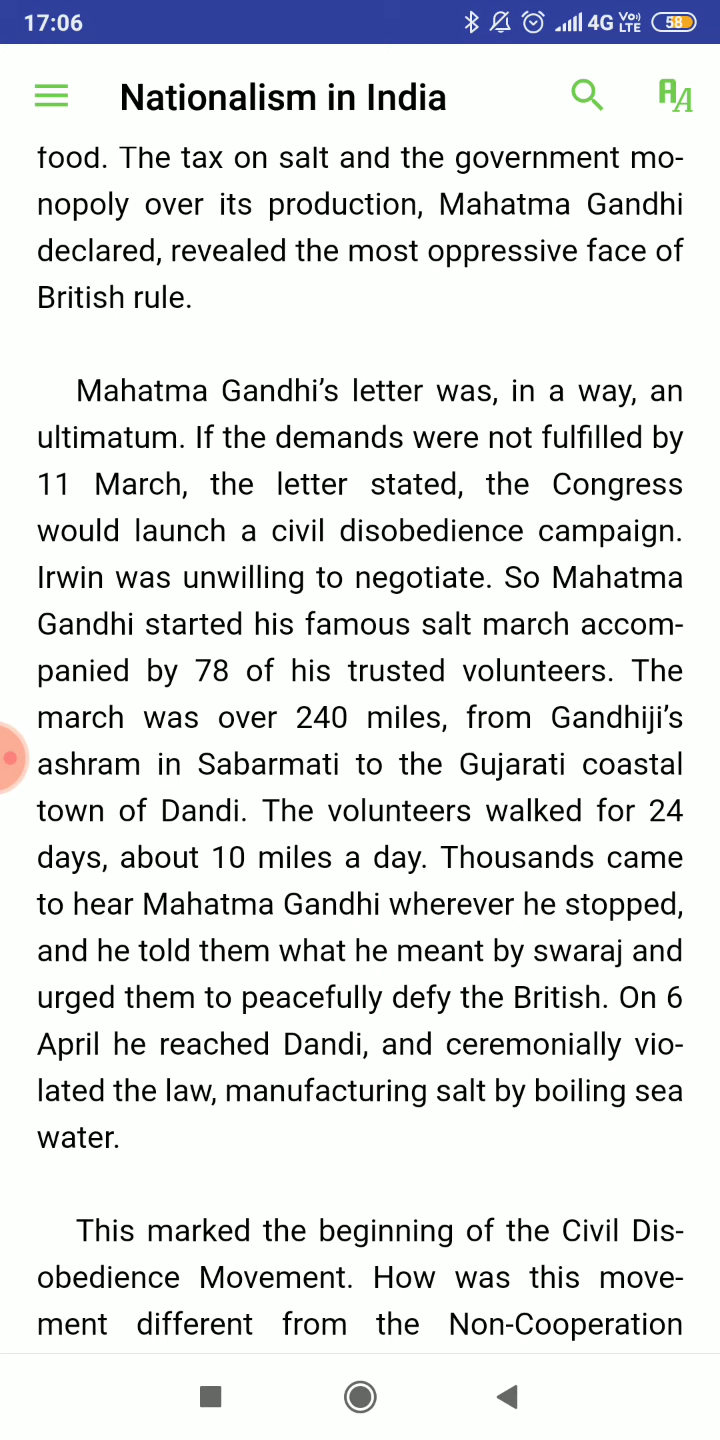 17:06 4G Vo) LTE 58
Nationalism in India
food. The tax on salt and the government mo-
nopoly over its production, Mahatma Gandhi
declared, revealed the most oppressive face of
British rule.
Mahatma Gandhi’s letter was, in a way, an
ultimatum. If the demands were not fulfilled by
11 March, the letter stated, the Congress
would launch a civil disobedience campaign.
Irwin was unwilling to negotiate. So Mahatma
Gandhi started his famous salt march accom-
panied by 78 of his trusted volunteers. The
march was over 240 miles, from Gandhiji’s
ashram in Sabarmati to the Gujarati coastal
town of Dandi. The volunteers walked for 24
days, about 10 miles a day. Thousands came
to hear Mahatma Gandhi wherever he stopped,
and he told them what he meant by swaraj and
urged them to peacefully defy the British. On 6
April he reached Dandi, and ceremonially vio-
lated the law, manufacturing salt by boiling sea
water.
This marked the beginning of the Civil Dis-
obedience Movement. How was this move-
ment different from the Non-Cooperation